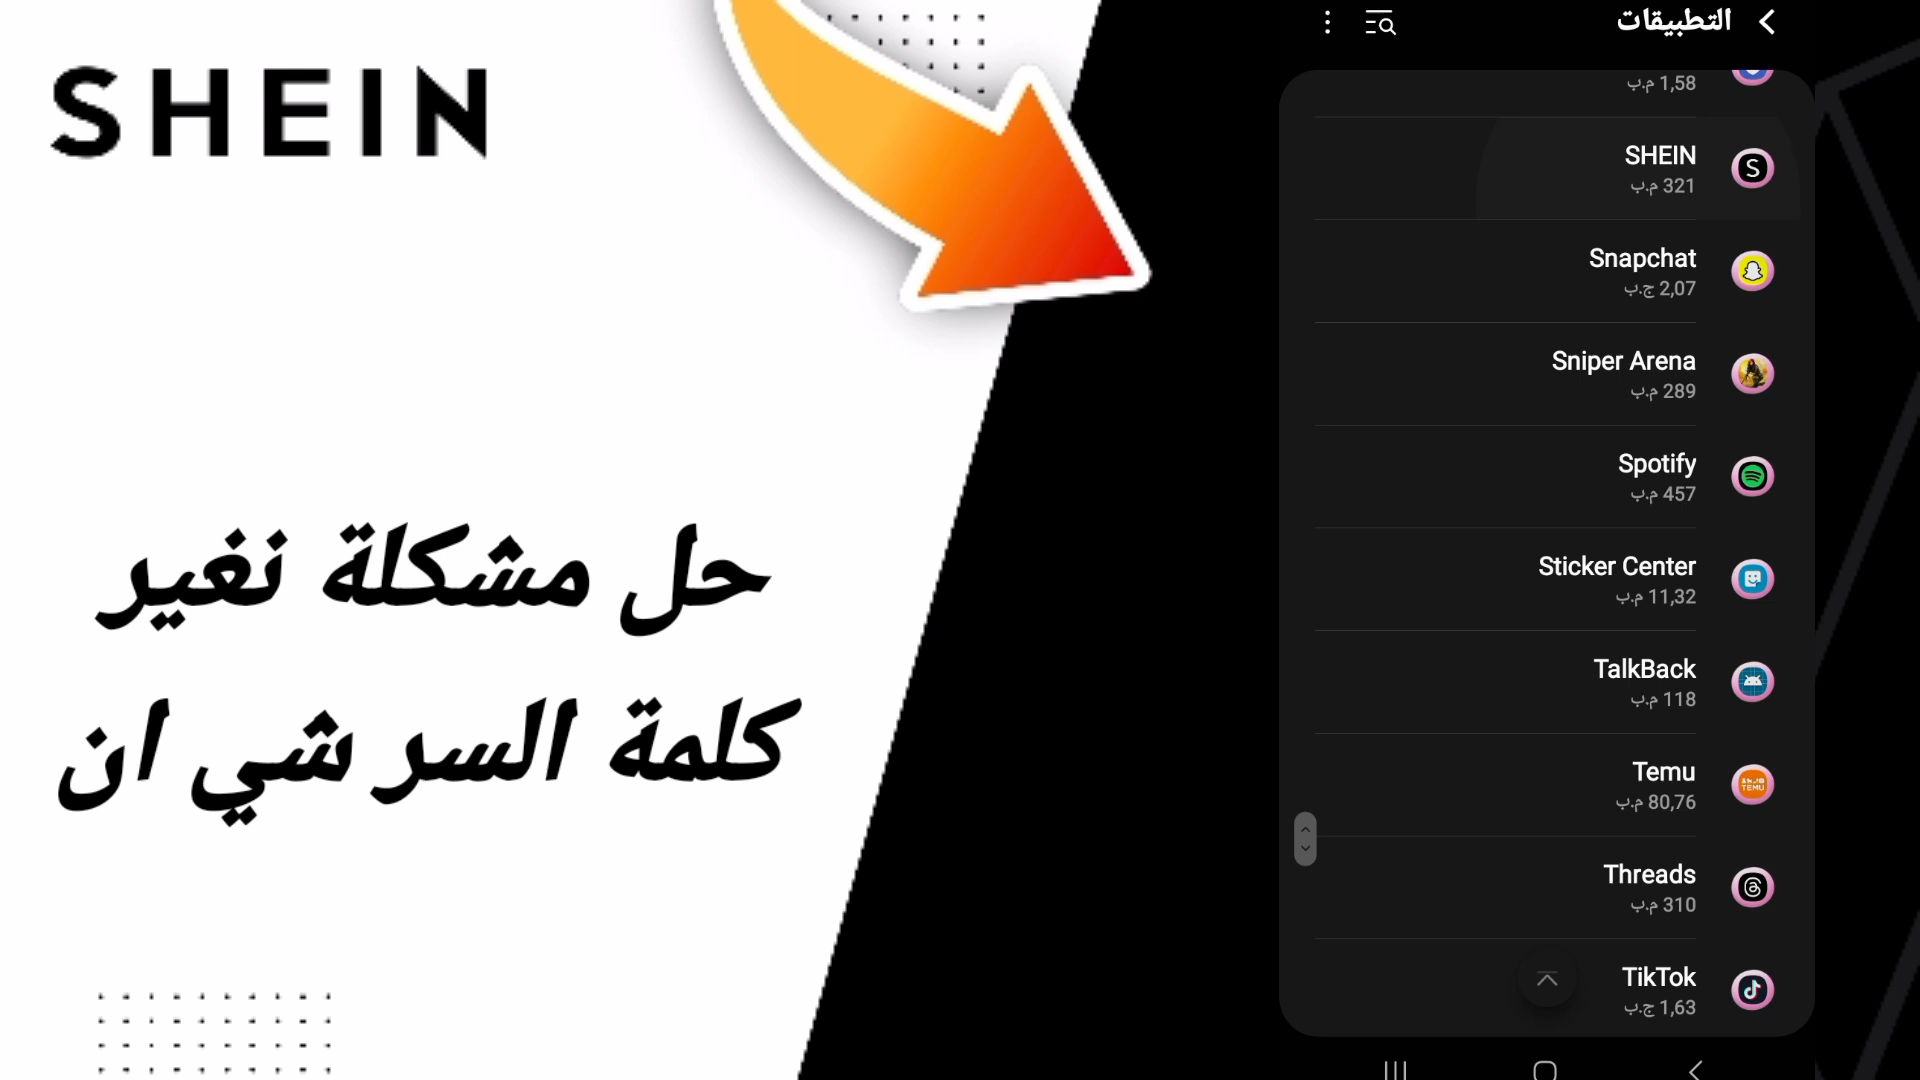 SHEIN
حل مشكلة نغير
كلمة السر شي ان
التطبيقات
1,58 م.ب
SHEIN
321 م.ب
Snapchat
2,07 ج.ب
Sniper Arena
289 م.ب
Spotify
457 م.ب
Sticker Center
11,32 م.ب
TalkBack
118 م.ب
Temu
80,76 م.ب
Threads
310 م.ب
TikTok
1,63 ج.ب